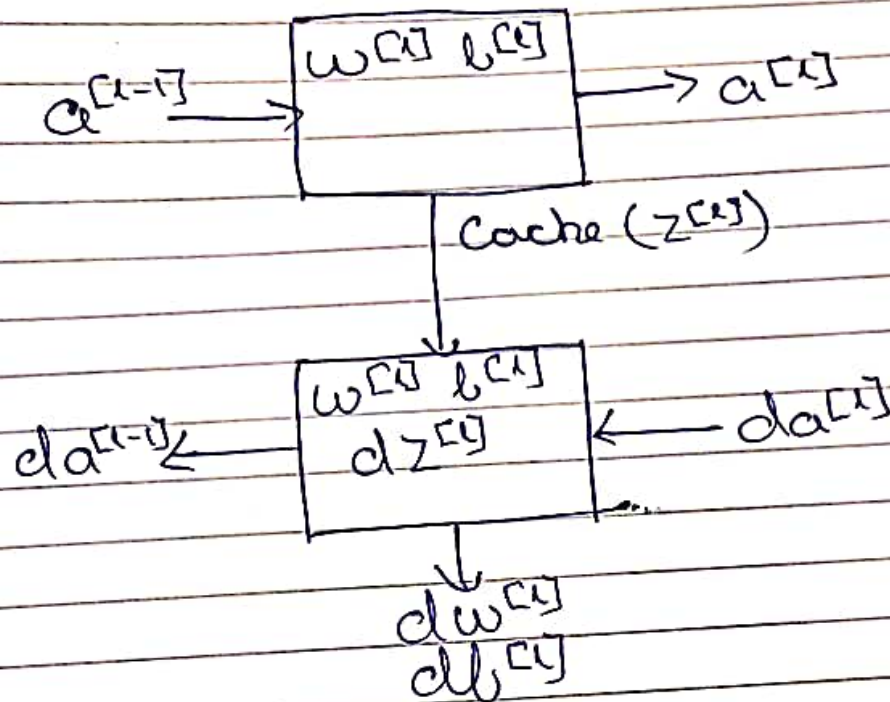 w[l] b[l]
a[l-1] → → a[l]
Cache (z[l])
w[l] b[l]
da[l-1] ← dz[l] ← da[l]
dw[l]
db[l]